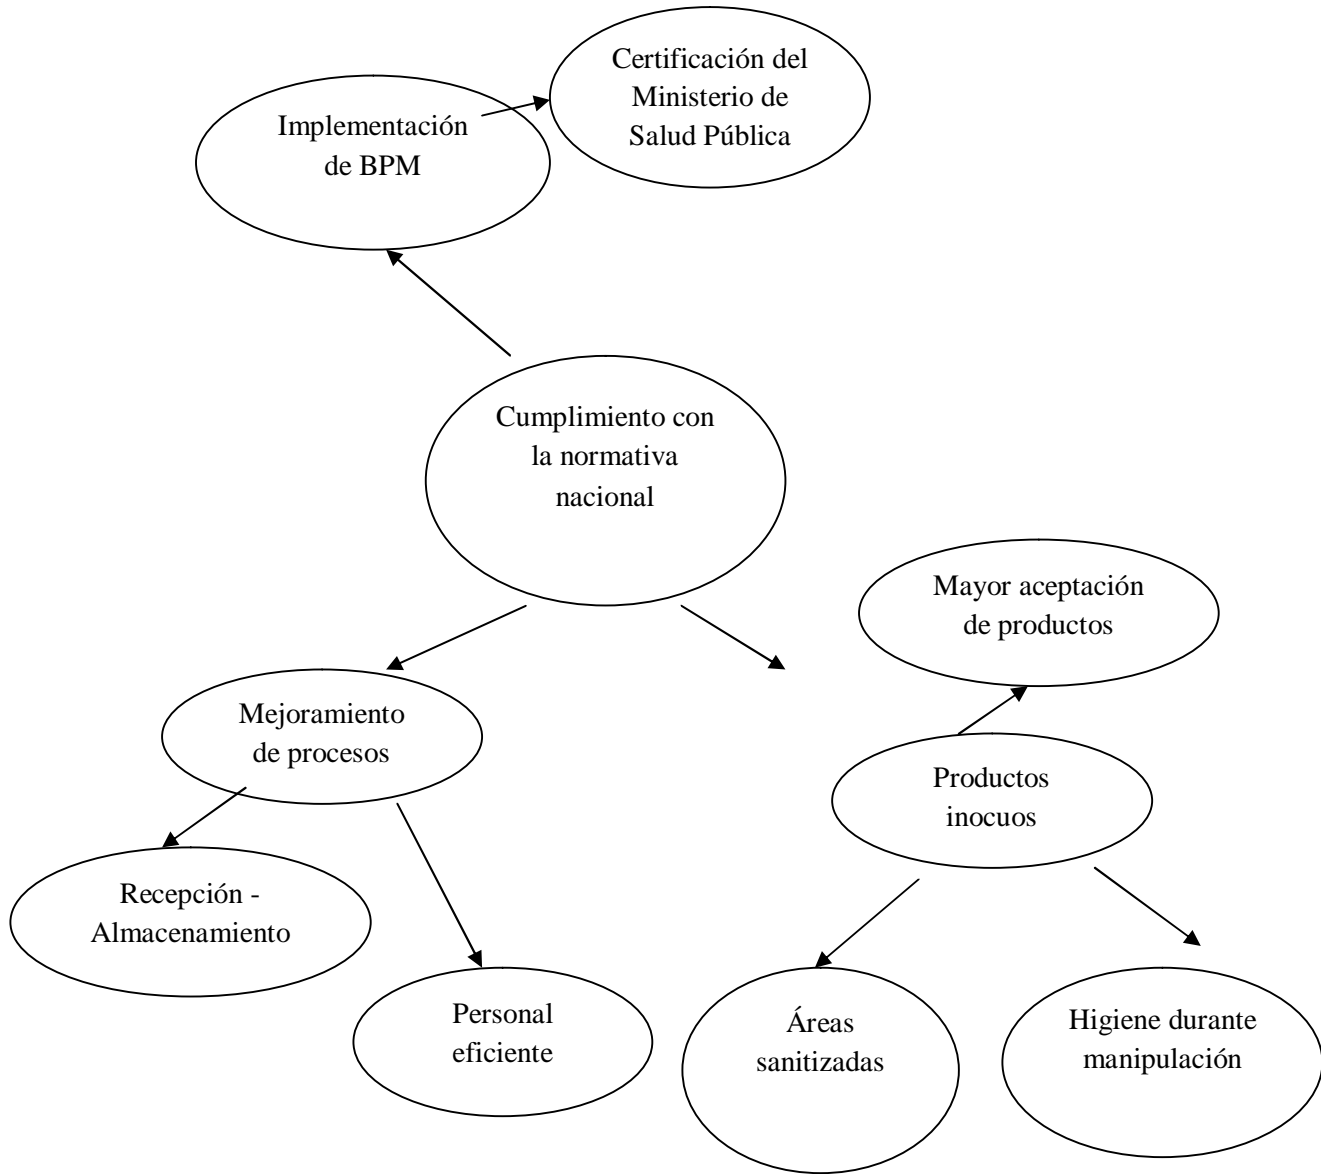 Certificación del
Ministerio de
Salud Pública
Implementación
de BPM
Cumplimiento con
la normativa
nacional
Mayor aceptación
de productos
Mejoramiento
de procesos
Productos
inocuos
Recepción -
Almacenamiento
Personal
eficiente
Áreas
sanitizadas
Higiene durante
manipulación